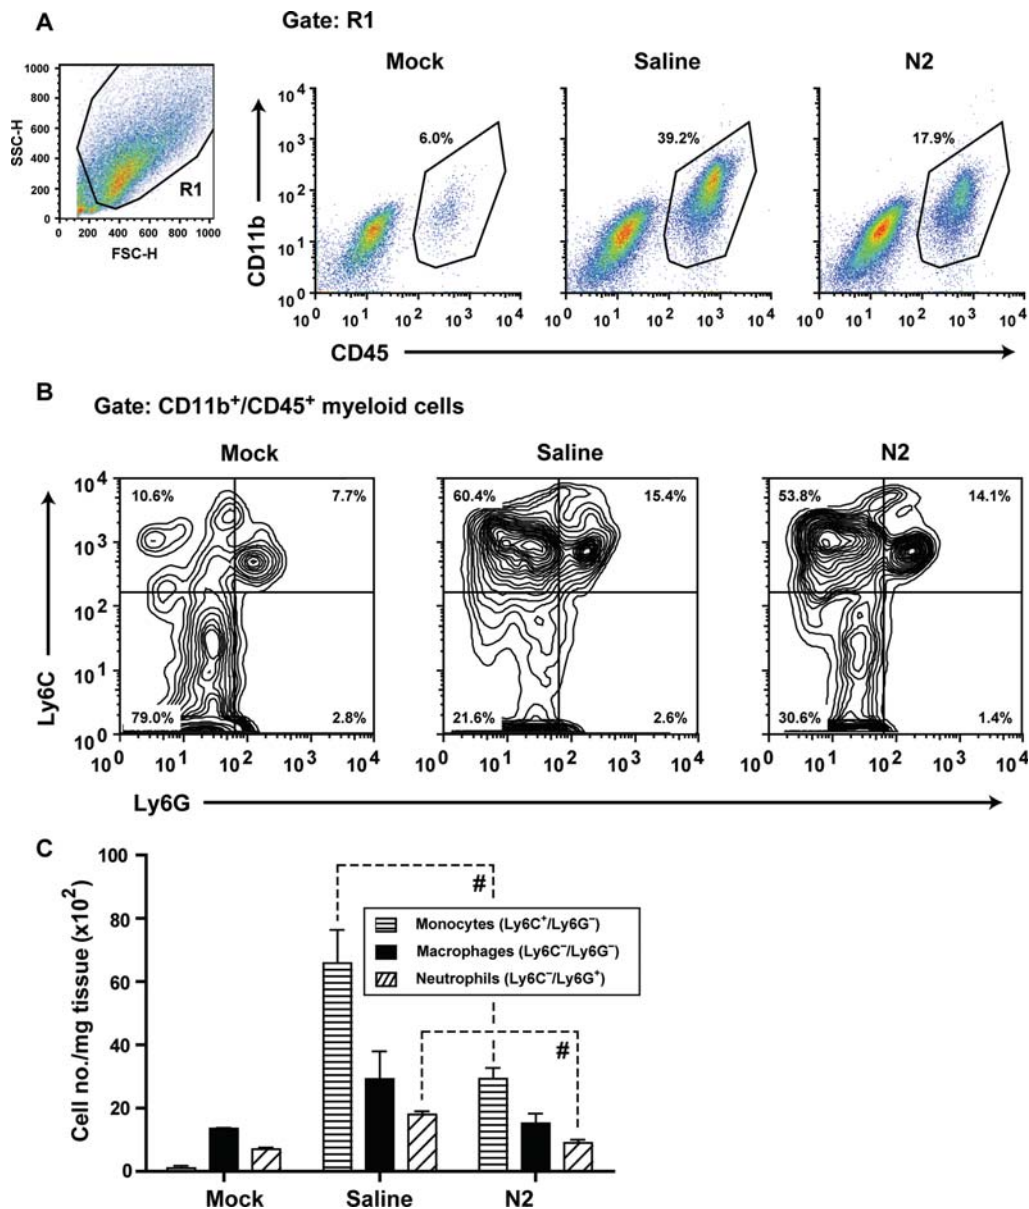 A
Gate: R1
Mock
Saline
N2
SSC-H
1000
800
600
400
200
0
R1
0 200 400 600 800 1000
FSC-H
CD11b
10⁴
10³
10²
10¹
10⁰
6.0%
39.2%
17.9%
10⁰ 10¹ 10² 10³ 10⁴
10⁰ 10¹ 10² 10³ 10⁴
10⁰ 10¹ 10² 10³ 10⁴
CD45
B
Gate: CD11b⁺/CD45⁺ myeloid cells
Mock
Saline
N2
Ly6C
10⁴
10³
10²
10¹
10⁰
10.6% 7.7%
79.0% 2.8%
60.4% 15.4%
21.6% 2.6%
53.8% 14.1%
30.6% 1.4%
10⁰ 10¹ 10² 10³ 10⁴
10⁰ 10¹ 10² 10³ 10⁴
10⁰ 10¹ 10² 10³ 10⁴
Ly6G
C
Cell no./mg tissue (x10²)
100
80
60
40
20
0
#
Monocytes (Ly6C⁺/Ly6G⁻)
Macrophages (Ly6C⁻/Ly6G⁻)
Neutrophils (Ly6C⁻/Ly6G⁺)
#
Mock
Saline
N2